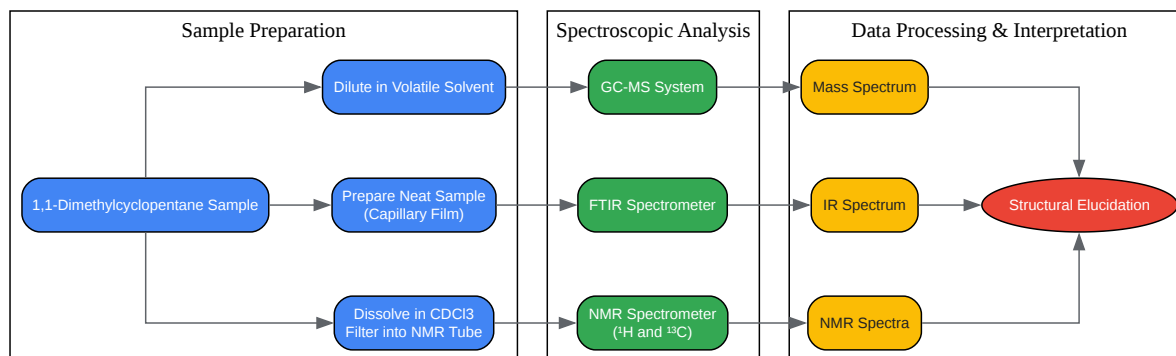 Sample Preparation
Spectroscopic Analysis
Data Processing & Interpretation
Dilute in Volatile Solvent
GC-MS System
Mass Spectrum
1,1-Dimethylcyclopentane Sample
Prepare Neat Sample
(Capillary Film)
FTIR Spectrometer
IR Spectrum
Structural Elucidation
Dissolve in CDCl3
Filter into NMR Tube
NMR Spectrometer
(¹H and ¹³C)
NMR Spectra